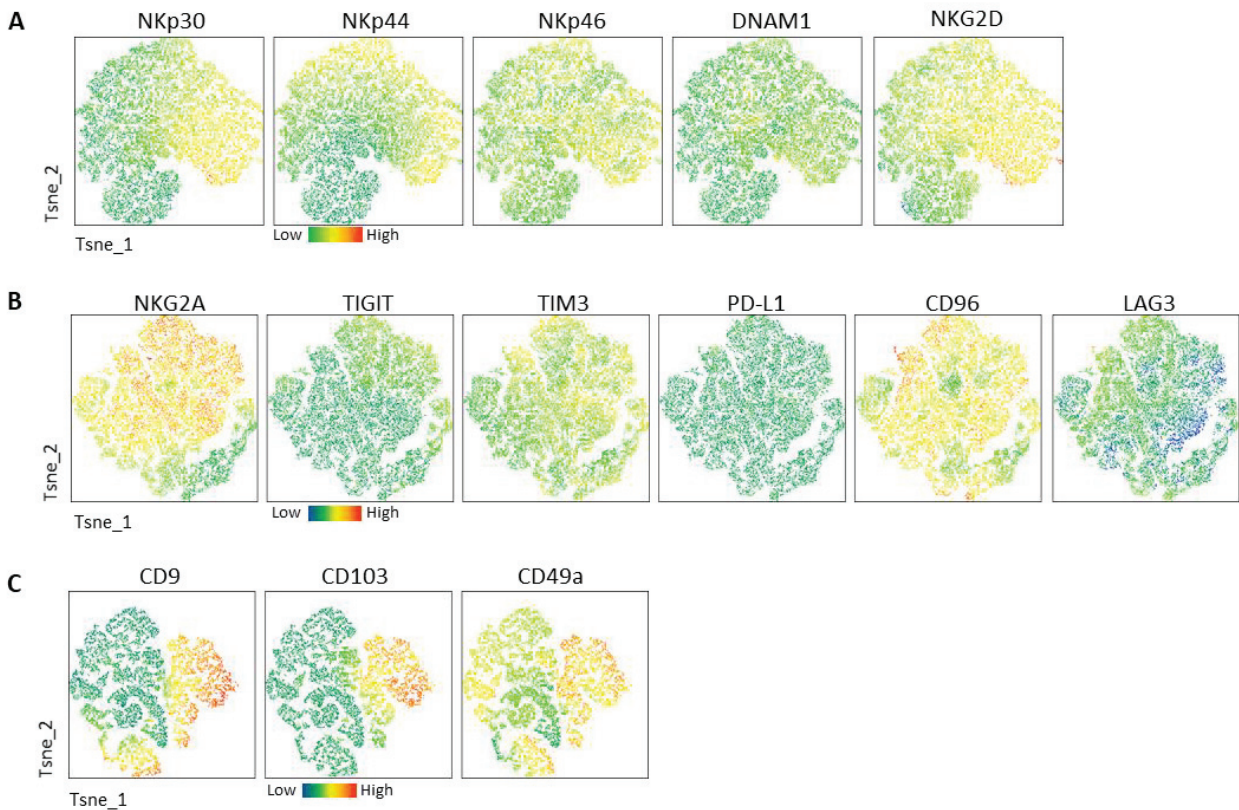 A
NKp30 NKp44 NKp46 DNAM1 NKG2D
Tsne_2
Low High
Tsne_1
B
NKG2A TIGIT TIM3 PD-L1 CD96 LAG3
Tsne_2
Low High
Tsne_1
C
CD9 CD103 CD49a
Tsne_2
Low High
Tsne_1